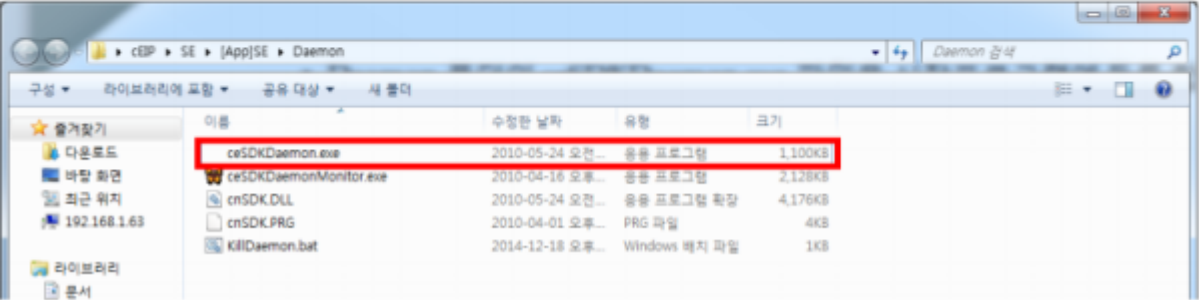 cEIP ▸ SE ▸ [App]SE ▸ Daemon
Daemon 검색
구성 ▾ 라이브러리에 포함 ▾ 공유 대상 ▾ 새 폴더
즐겨찾기
다운로드
바탕 화면
최근 위치
192.168.1.63
라이브러리
문서
이름 수정한 날짜 유형 크기
ceSDKDaemon.exe 2010-05-24 오전... 응용 프로그램 1,100KB
ceSDKDaemonMonitor.exe 2010-04-16 오후... 응용 프로그램 2,128KB
cnSDK.DLL 2010-05-24 오전... 응용 프로그램 확장 4,176KB
cnSDK.PRG 2010-04-01 오후... PRG 파일 4KB
KillDaemon.bat 2014-12-18 오후... Windows 배치 파일 1KB